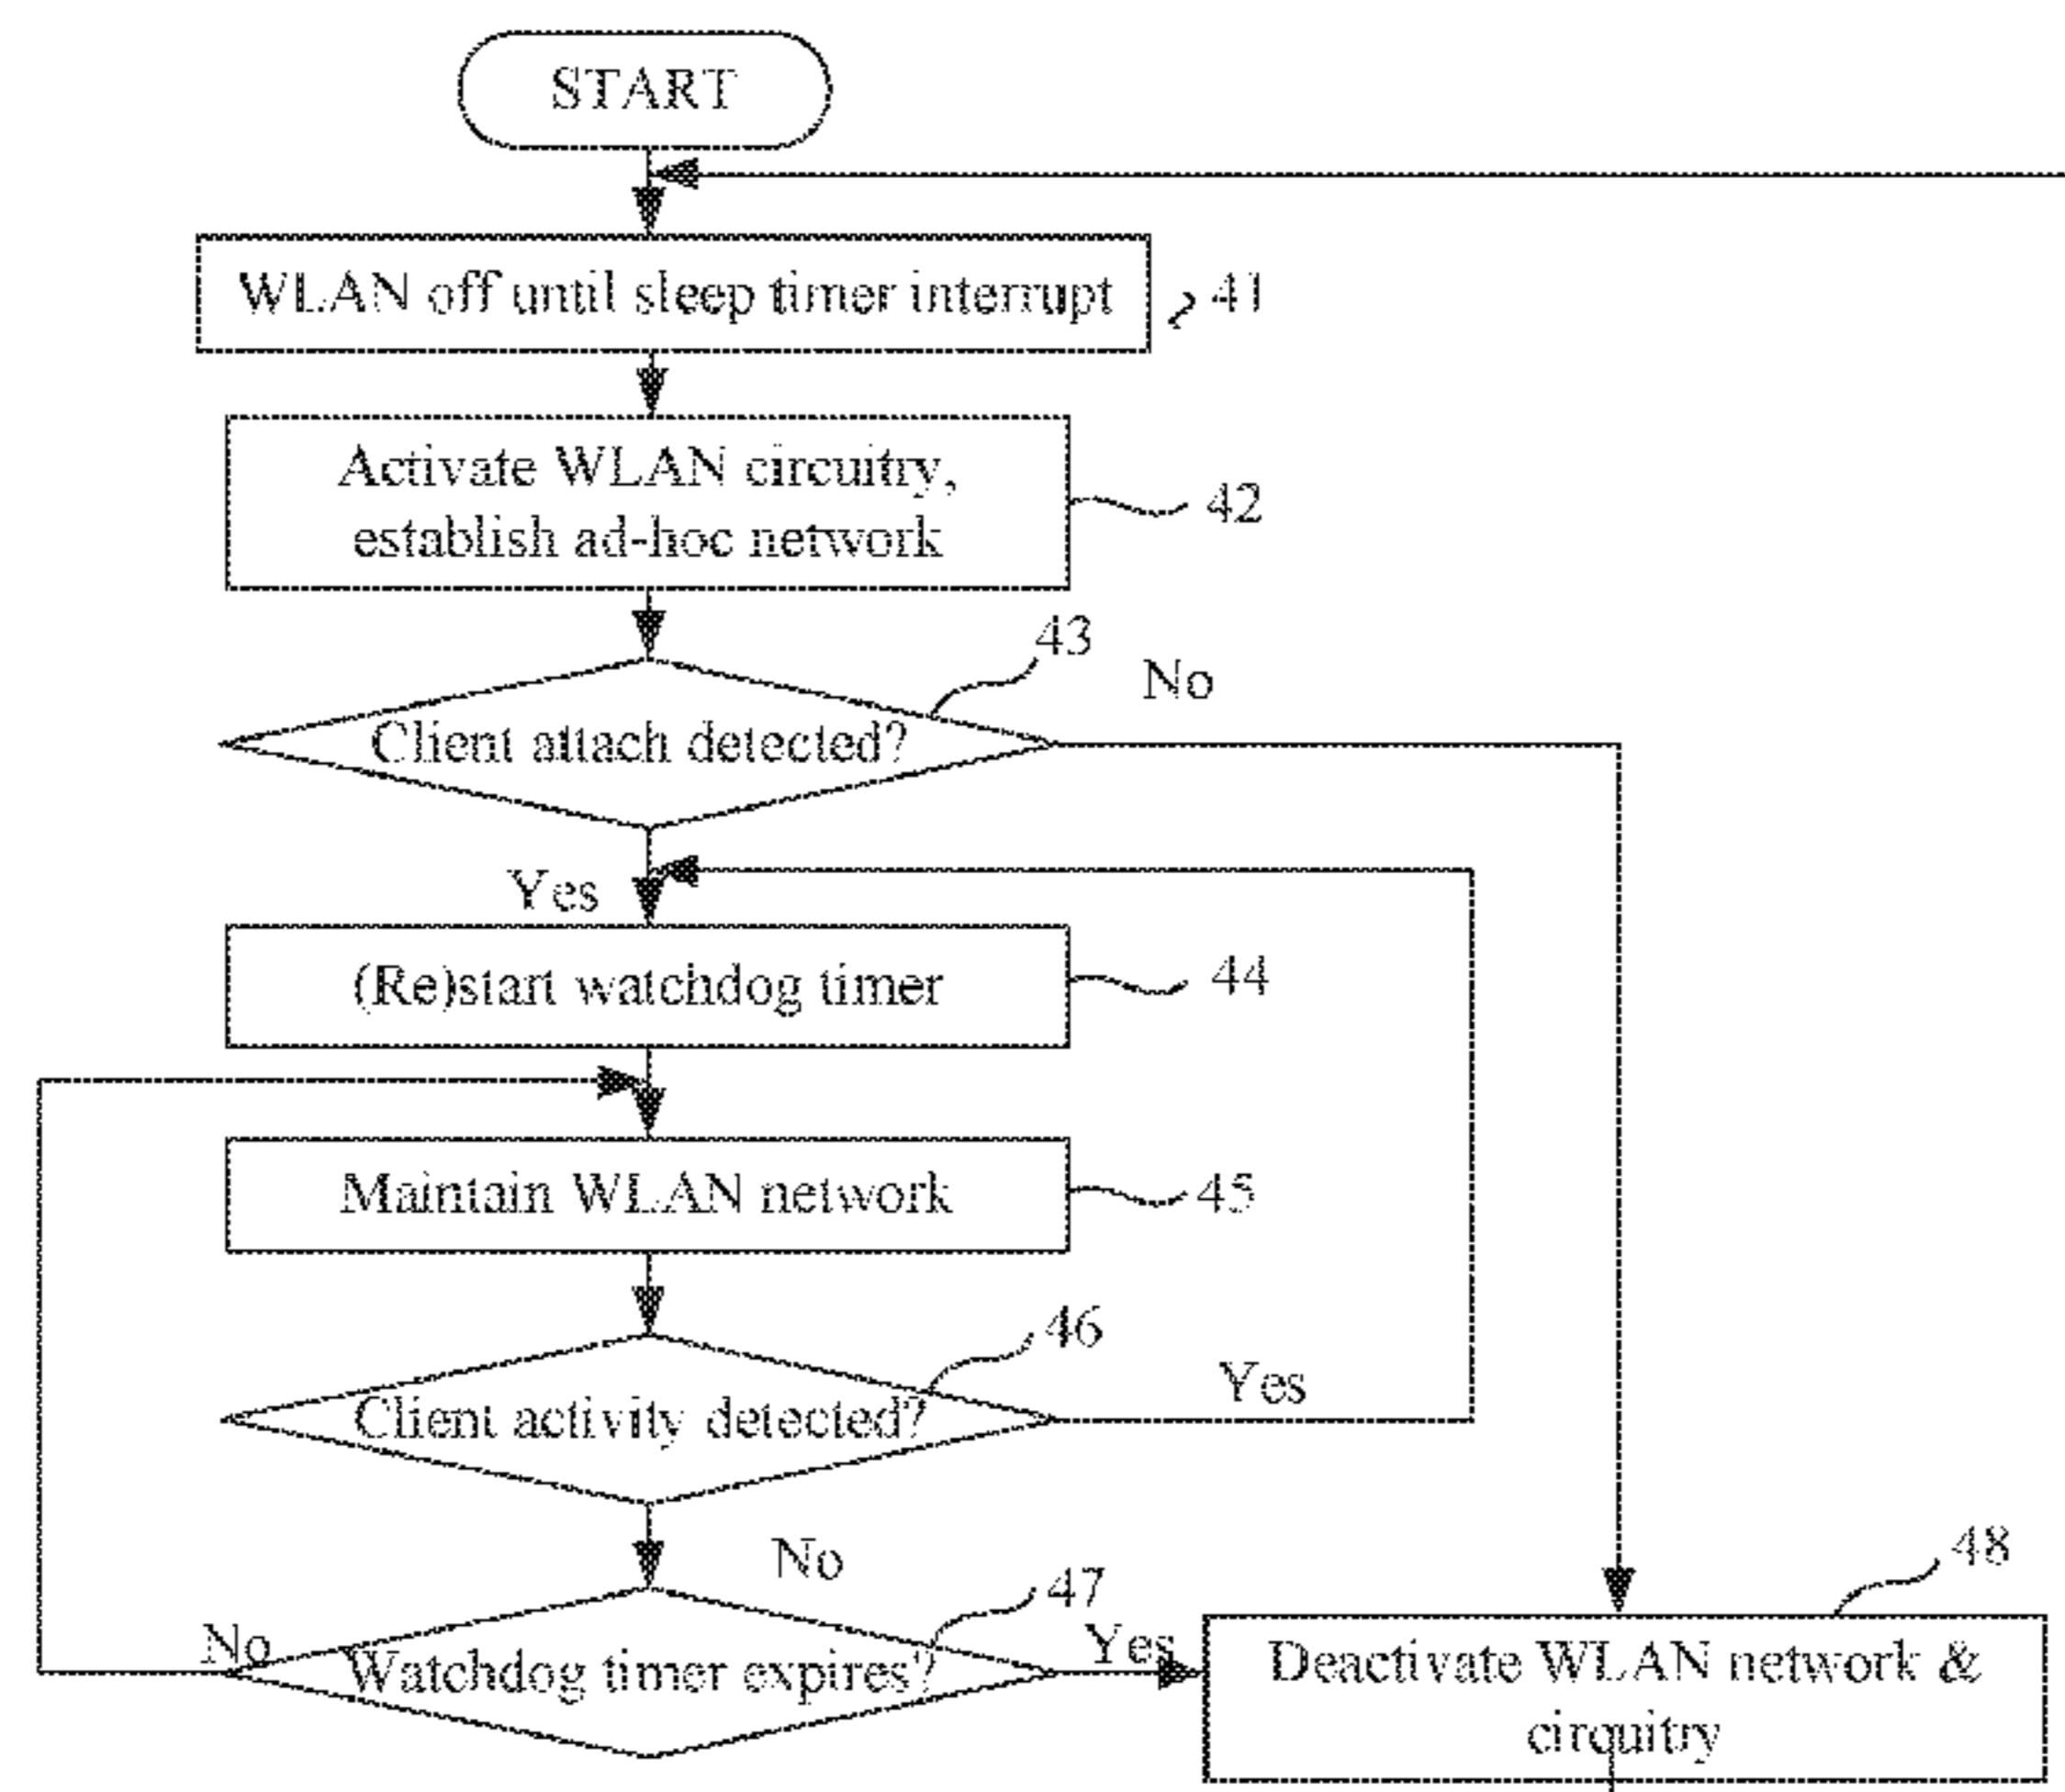 START
WLAN off until sleep timer interrupt
41
Activate WLAN circuitry,
establish ad-hoc network
42
43
No
Client attach detected?
Yes
(Re)start watchdog timer
44
Maintain WLAN network
45
46
Yes
Client activity detected?
No
47
48
No
Yes
Watchdog timer expires?
Deactivate WLAN network &
circuitry